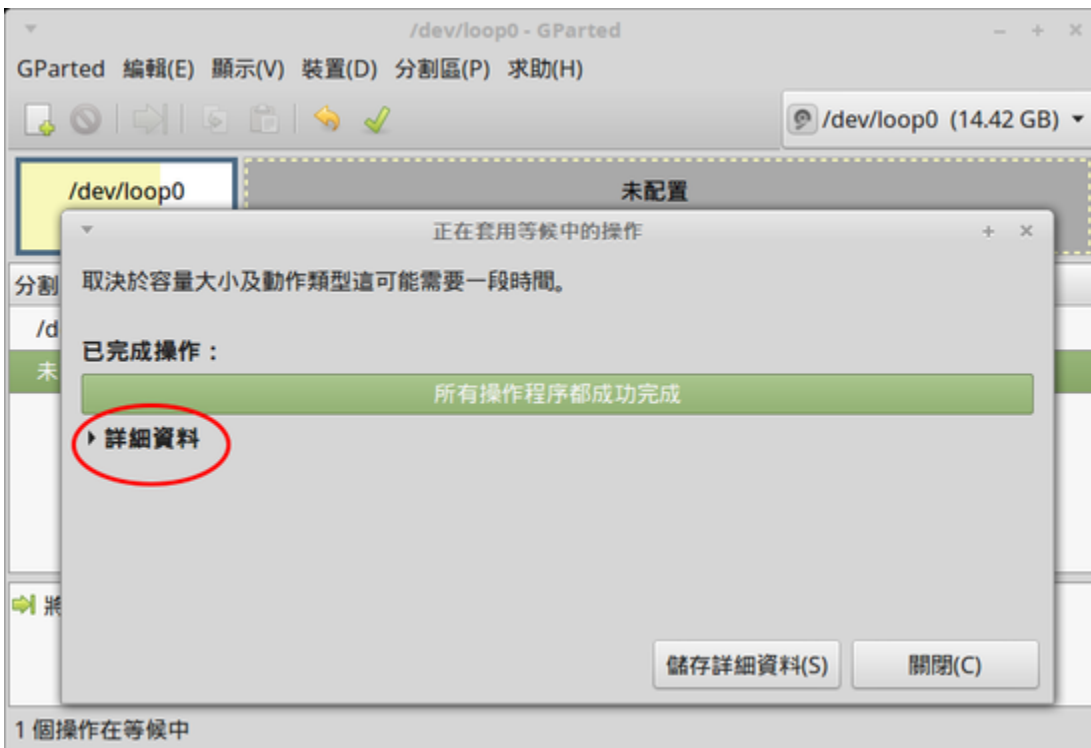 /dev/loop0 - GParted
GParted 編輯(E) 顯示(V) 裝置(D) 分割區(P) 求助(H)
/dev/loop0 (14.42 GB)
/dev/loop0
未配置
正在套用等候中的操作
分割
取決於容量大小及動作類型這可能需要一段時間。
/d
已完成操作：
未
所有操作程序都成功完成
詳細資料
將
儲存詳細資料(S) 關閉(C)
1 個操作在等候中